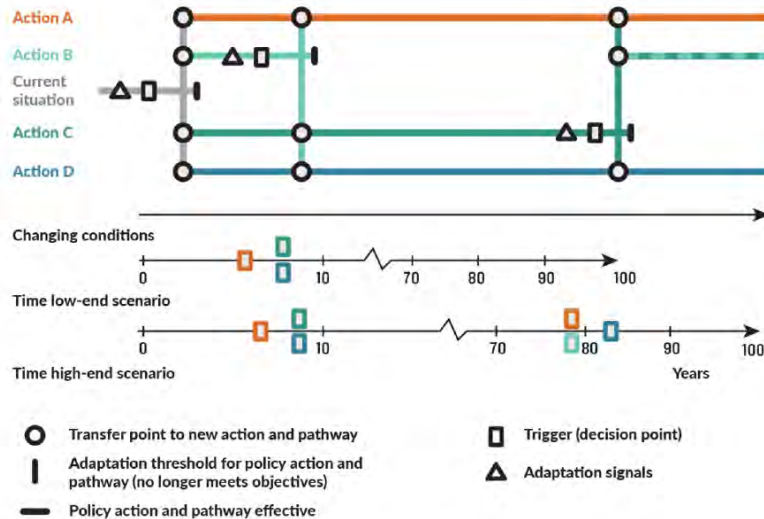 Action A
Action B
Current
situation
Action C
Action D
Changing conditions
0 10 70 80 90 100
Time low-end scenario
0 10 70 80 90 100
Time high-end scenario
Years
Transfer point to new action and pathway
Trigger (decision point)
Adaptation threshold for policy action and
pathway (no longer meets objectives)
Adaptation signals
Policy action and pathway effective